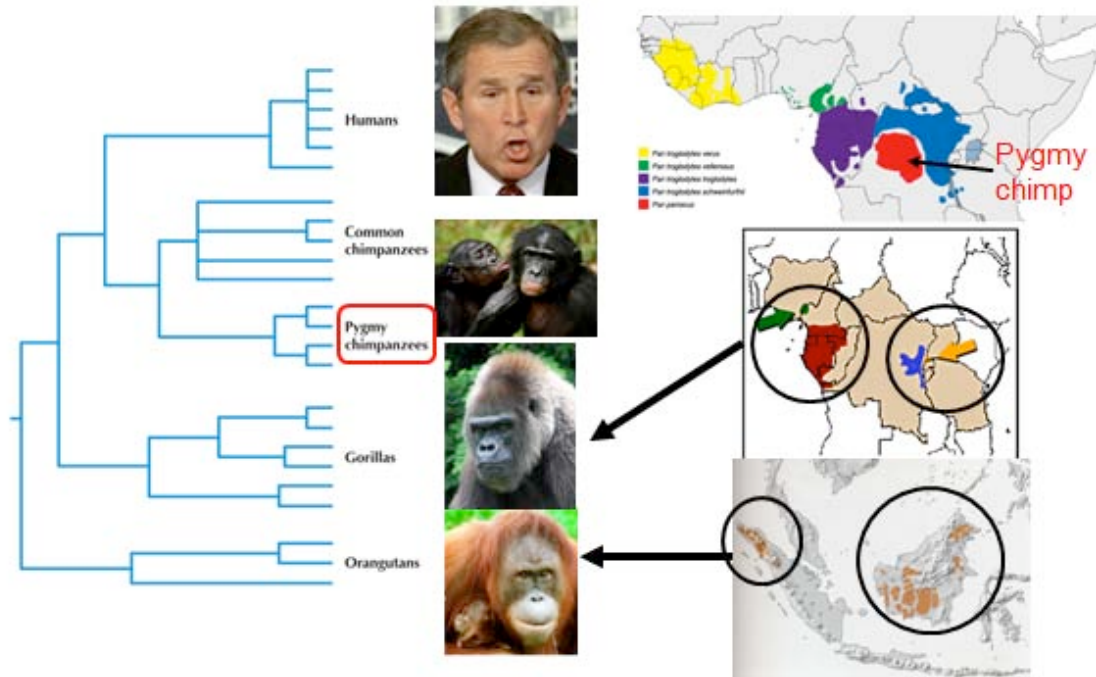 Humans
Common
chimpanzees
Pygmy
chimpanzees
Gorillas
Orangutans
Pan troglodytes verus
Pan troglodytes vellerosus
Pan troglodytes troglodytes
Pan troglodytes schweinfurthii
Pan paniscus
Pygmy
chimp